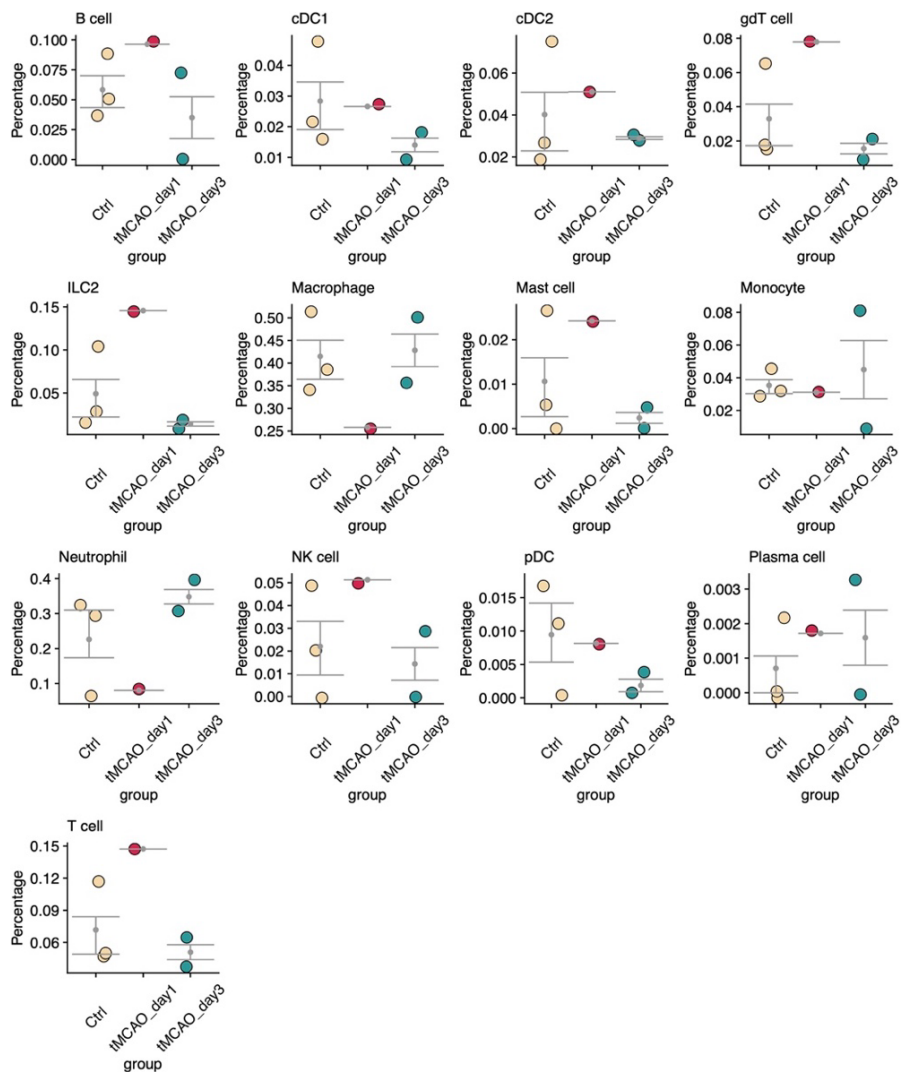 B cell
Percentage
0.100
0.075
0.050
0.025
0.000
Ctrl
tMCAO_day1
tMCAO_day3
group
cDC1
Percentage
0.04
0.03
0.02
0.01
Ctrl
tMCAO_day1
tMCAO_day3
group
cDC2
Percentage
0.06
0.04
0.02
Ctrl
tMCAO_day1
tMCAO_day3
group
gdT cell
Percentage
0.08
0.06
0.04
0.02
Ctrl
tMCAO_day1
tMCAO_day3
group
ILC2
Percentage
0.15
0.10
0.05
Ctrl
tMCAO_day1
tMCAO_day3
group
Macrophage
Percentage
0.50
0.45
0.40
0.35
0.30
0.25
Ctrl
tMCAO_day1
tMCAO_day3
group
Mast cell
Percentage
0.02
0.01
0.00
Ctrl
tMCAO_day1
tMCAO_day3
group
Monocyte
Percentage
0.08
0.06
0.04
0.02
Ctrl
tMCAO_day1
tMCAO_day3
group
Neutrophil
Percentage
0.4
0.3
0.2
0.1
Ctrl
tMCAO_day1
tMCAO_day3
group
NK cell
Percentage
0.05
0.04
0.03
0.02
0.01
0.00
Ctrl
tMCAO_day1
tMCAO_day3
group
pDC
Percentage
0.015
0.010
0.005
0.000
Ctrl
tMCAO_day1
tMCAO_day3
group
Plasma cell
Percentage
0.003
0.002
0.001
0.000
Ctrl
tMCAO_day1
tMCAO_day3
group
T cell
Percentage
0.15
0.12
0.09
0.06
Ctrl
tMCAO_day1
tMCAO_day3
group